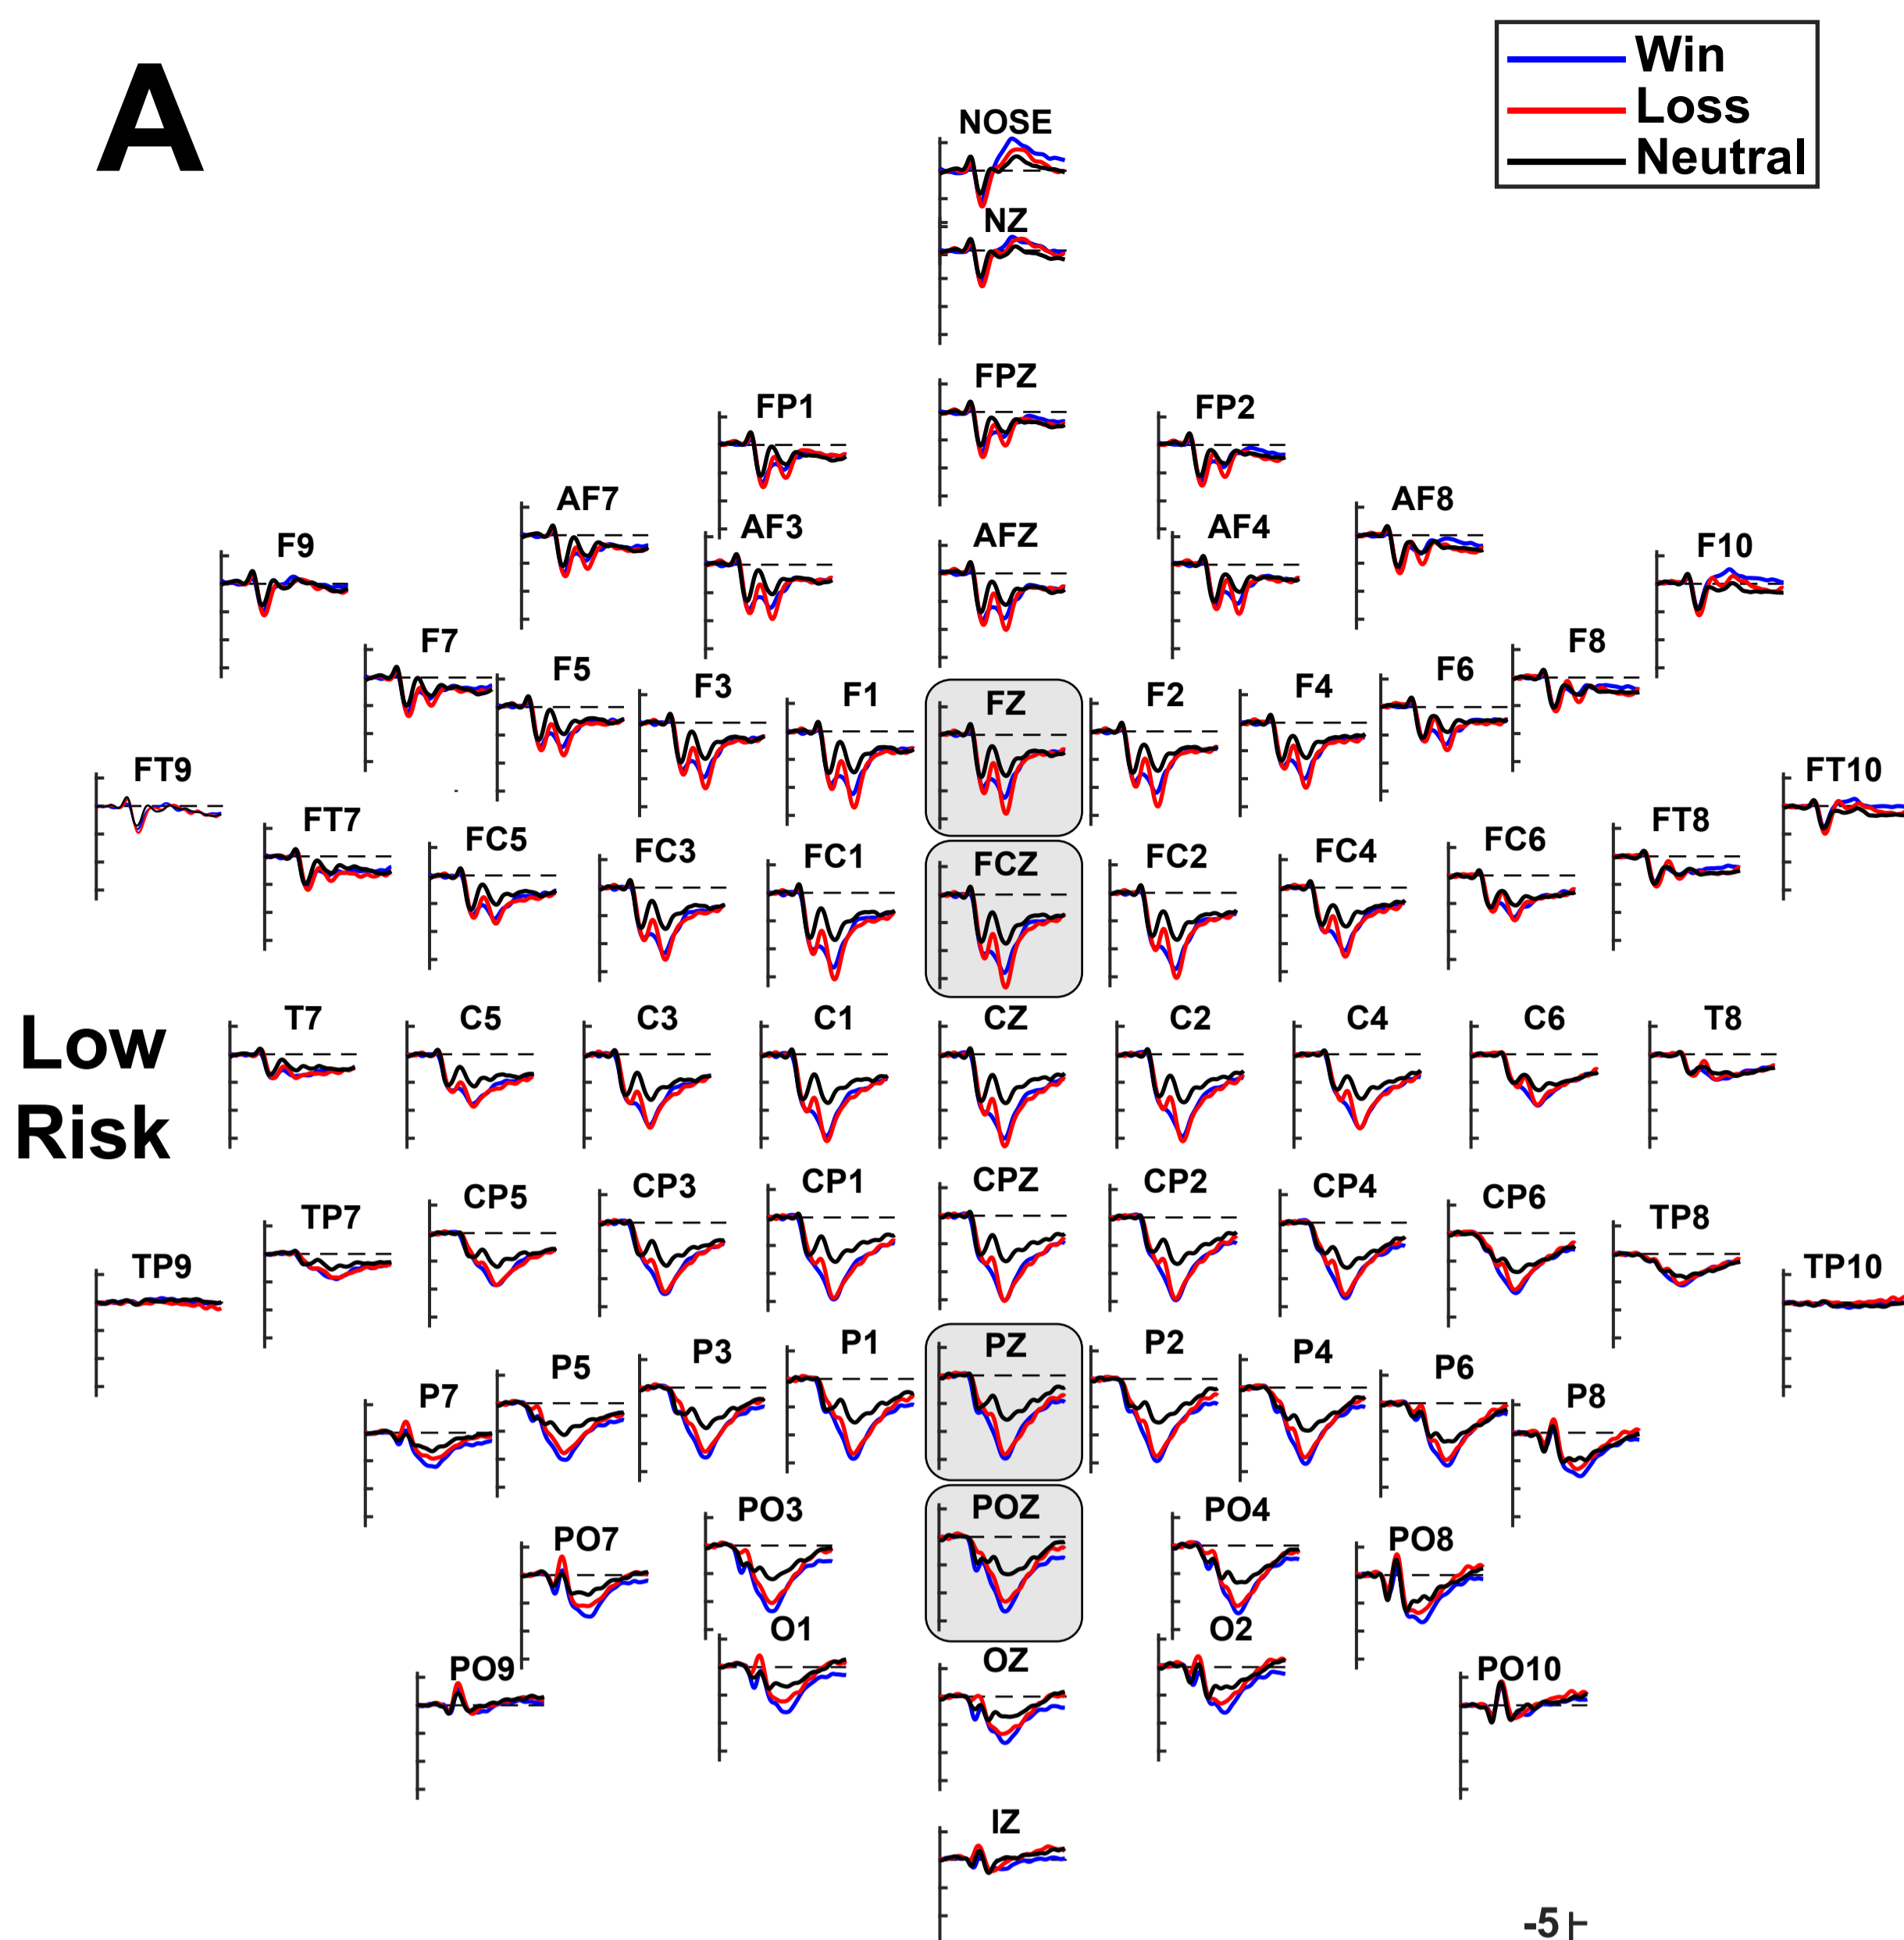 A
Win
Loss
Neutral
NOSE
NZ
FPZ
FP1
FP2
AF7
AF8
AF3
AFZ
AF4
F9
F10
F7
F8
F5
F3
F1
FZ
F2
F4
F6
FT9
FT10
FT7
FT8
FC5
FC3
FC1
FCZ
FC2
FC4
FC6
Low
Risk
T7
C5
C3
C1
CZ
C2
C4
C6
T8
TP9
TP7
CP5
CP3
CP1
CPZ
CP2
CP4
CP6
TP8
TP10
P7
P5
P3
P1
PZ
P2
P4
P6
P8
PO7
PO3
POZ
PO4
PO8
PO9
O1
OZ
O2
PO10
IZ
-5